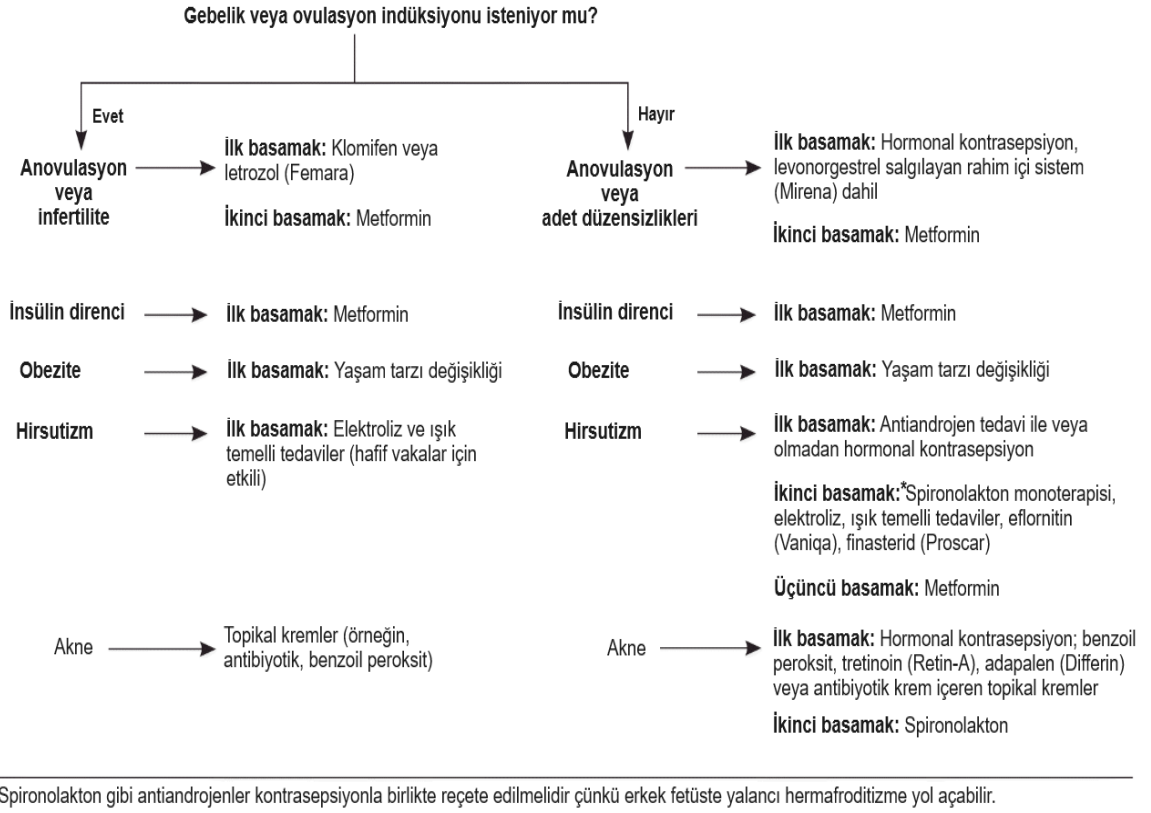 Gebelik veya ovulasyon indüksiyonu isteniyor mu?
Evet
Anovulasyon
veya
infertilite
İlk basamak: Klomifen veya
letrozol (Femara)
İkinci basamak: Metformin
İnsülin direnci
İlk basamak: Metformin
Obezite
İlk basamak: Yaşam tarzı değişikliği
Hirsutizm
İlk basamak: Elektroliz ve ışık
temelli tedaviler (hafif vakalar için
etkili)
Akne
Topikal kremler (örneğin,
antibiyotik, benzoil peroksit)
Hayır
Anovulasyon
veya
adet düzensizlikleri
İlk basamak: Hormonal kontrasepsiyon,
levonorgestrel salgılayan rahim içi sistem
(Mirena) dahil
İkinci basamak: Metformin
İnsülin direnci
İlk basamak: Metformin
Obezite
İlk basamak: Yaşam tarzı değişikliği
Hirsutizm
İlk basamak: Antiandrojen tedavi ile veya
olmadan hormonal kontrasepsiyon
İkinci basamak:*Spironolakton monoterapisi,
elektroliz, ışık temelli tedaviler, eflornitin
(Vaniqa), finasterid (Proscar)
Üçüncü basamak: Metformin
Akne
İlk basamak: Hormonal kontrasepsiyon; benzoil
peroksit, tretinoin (Retin-A), adapalen (Differin)
veya antibiyotik krem içeren topikal kremler
İkinci basamak: Spironolakton
Spironolakton gibi antiandrojenler kontrasepsiyonla birlikte reçete edilmelidir çünkü erkek fetüste yalancı hermafroditizme yol açabilir.